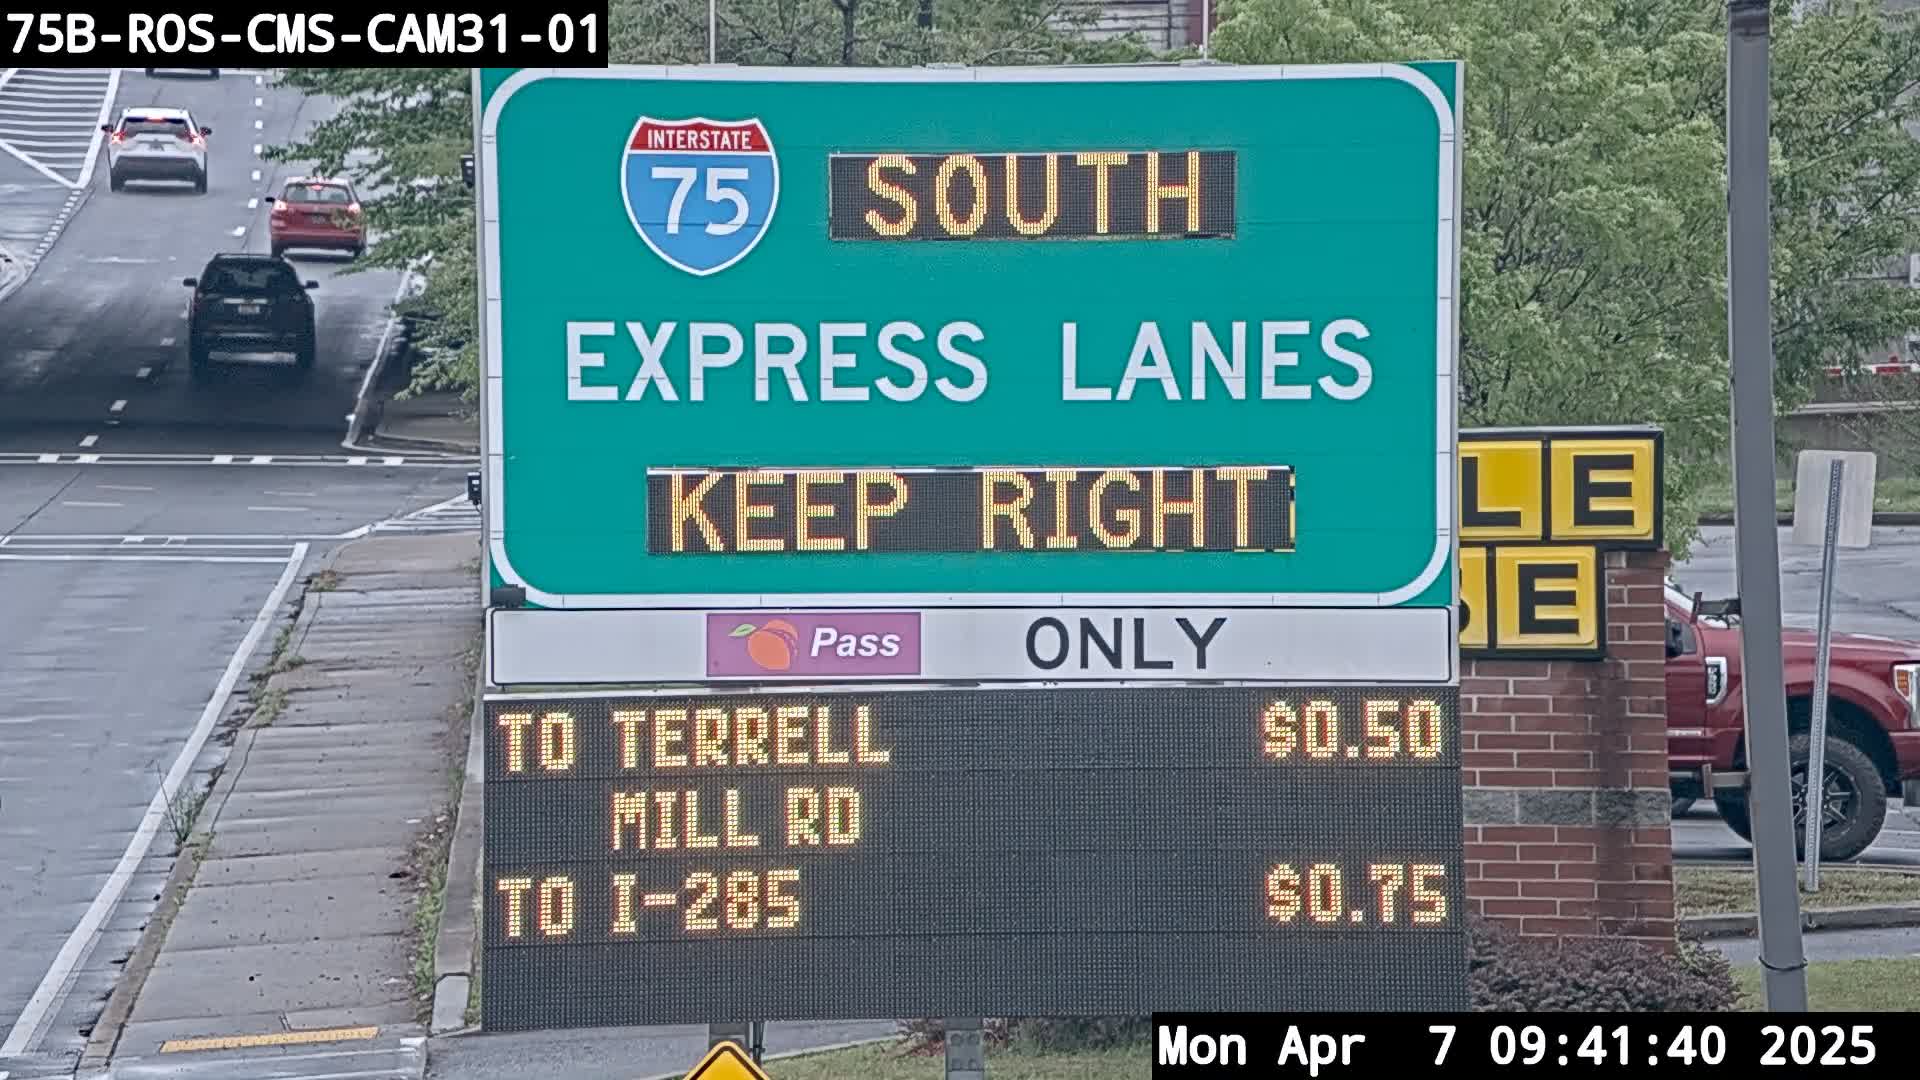 75B-ROS-CMS-CAM31-01
INTERSTATE
75
SOUTH
EXPRESS LANES
KEEP RIGHT
Pass
ONLY
TO TERRELL $0.50
MILL RD
TO I-285 $0.75
LE
E
Mon Apr 7 09:41:40 2025